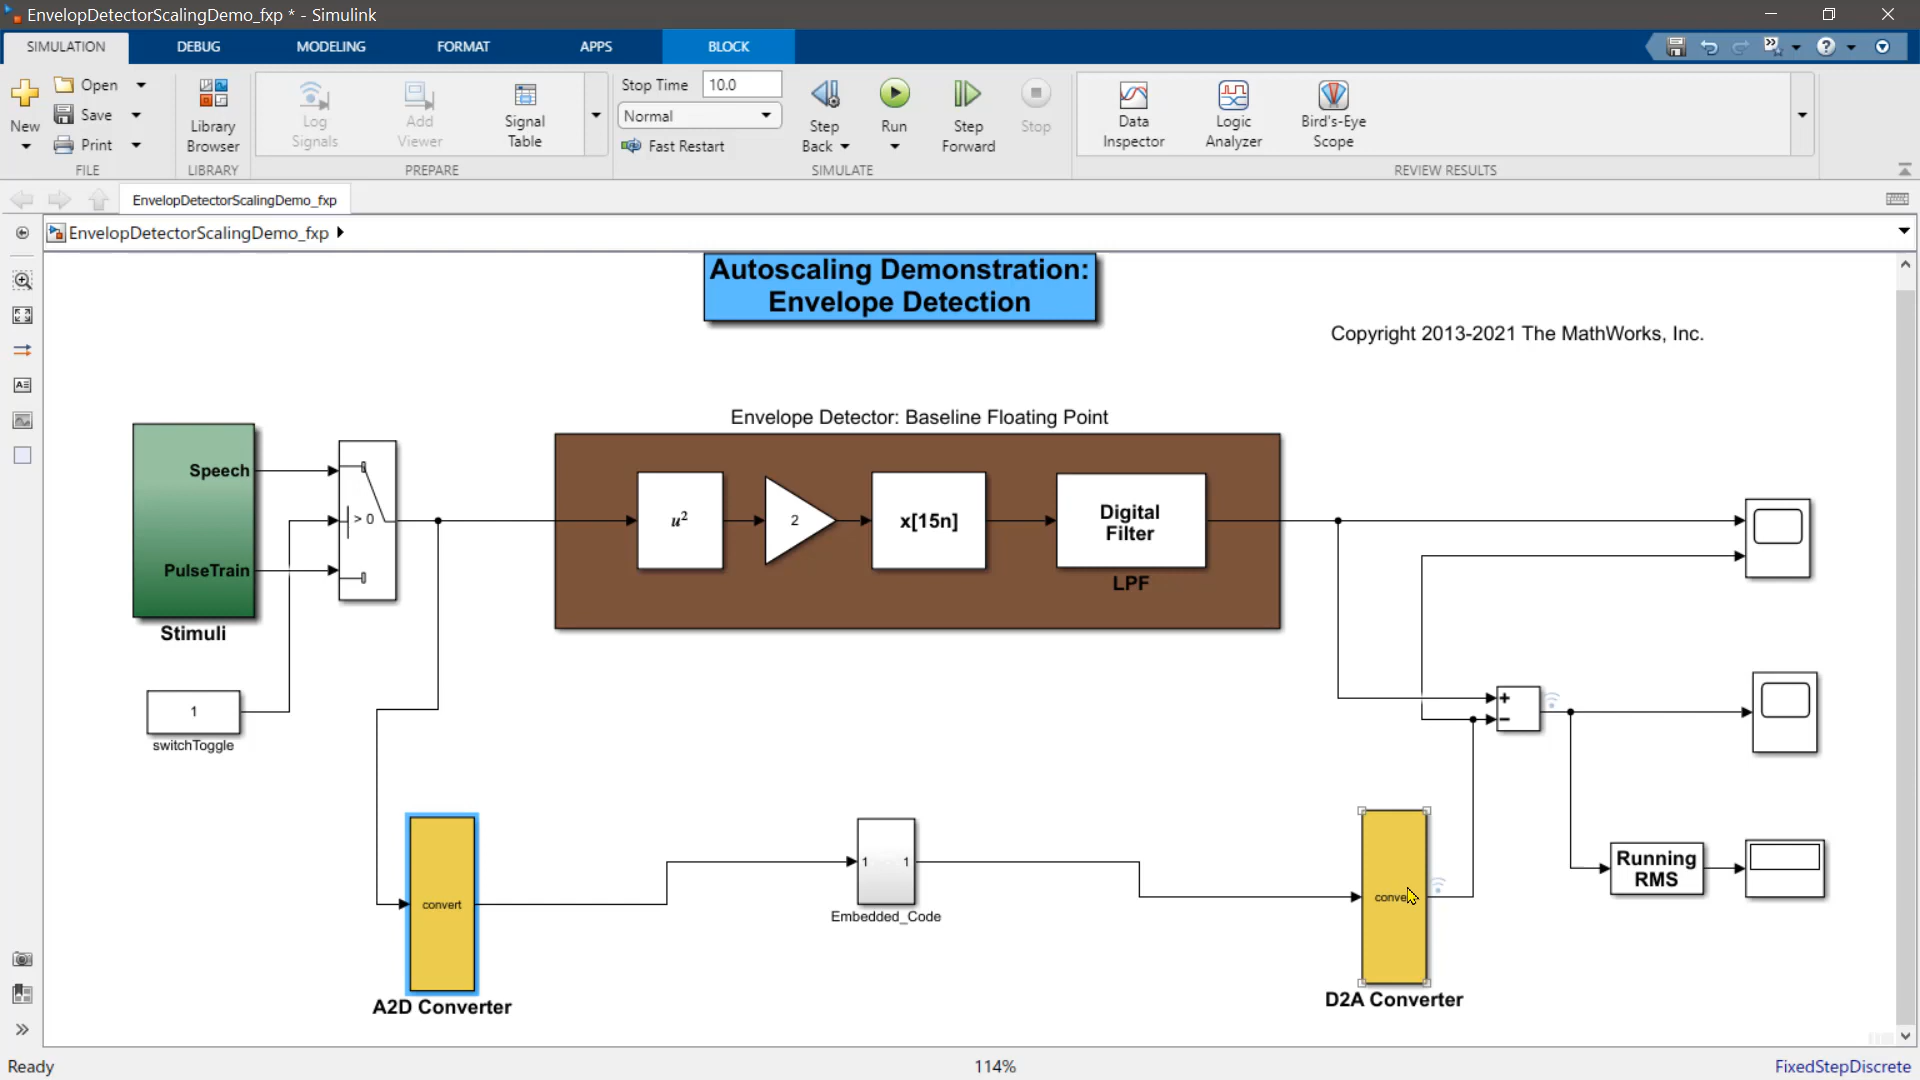 EnvelopDetectorScalingDemo_fxp * - Simulink
SIMULATION
DEBUG
MODELING
FORMAT
APPS
BLOCK
New
Open
Save
Print
FILE
Library
Browser
LIBRARY
Log
Signals
Add
Viewer
Signal
Table
PREPARE
Stop Time
10.0
Normal
Fast Restart
Step
Back
Run
Step
Forward
Stop
SIMULATE
Data
Inspector
Logic
Analyzer
Bird's-Eye
Scope
REVIEW RESULTS
EnvelopDetectorScalingDemo_fxp
EnvelopDetectorScalingDemo_fxp
Autoscaling Demonstration:
Envelope Detection
Copyright 2013-2021 The MathWorks, Inc.
Envelope Detector: Baseline Floating Point
Speech
PulseTrain
Stimuli
> 0
u²
2
x[15n]
Digital
Filter
LPF
1
switchToggle
+
−
convert
A2D Converter
1 1
Embedded_Code
D2A Converter
Running
RMS
Ready
114%
FixedStepDiscrete